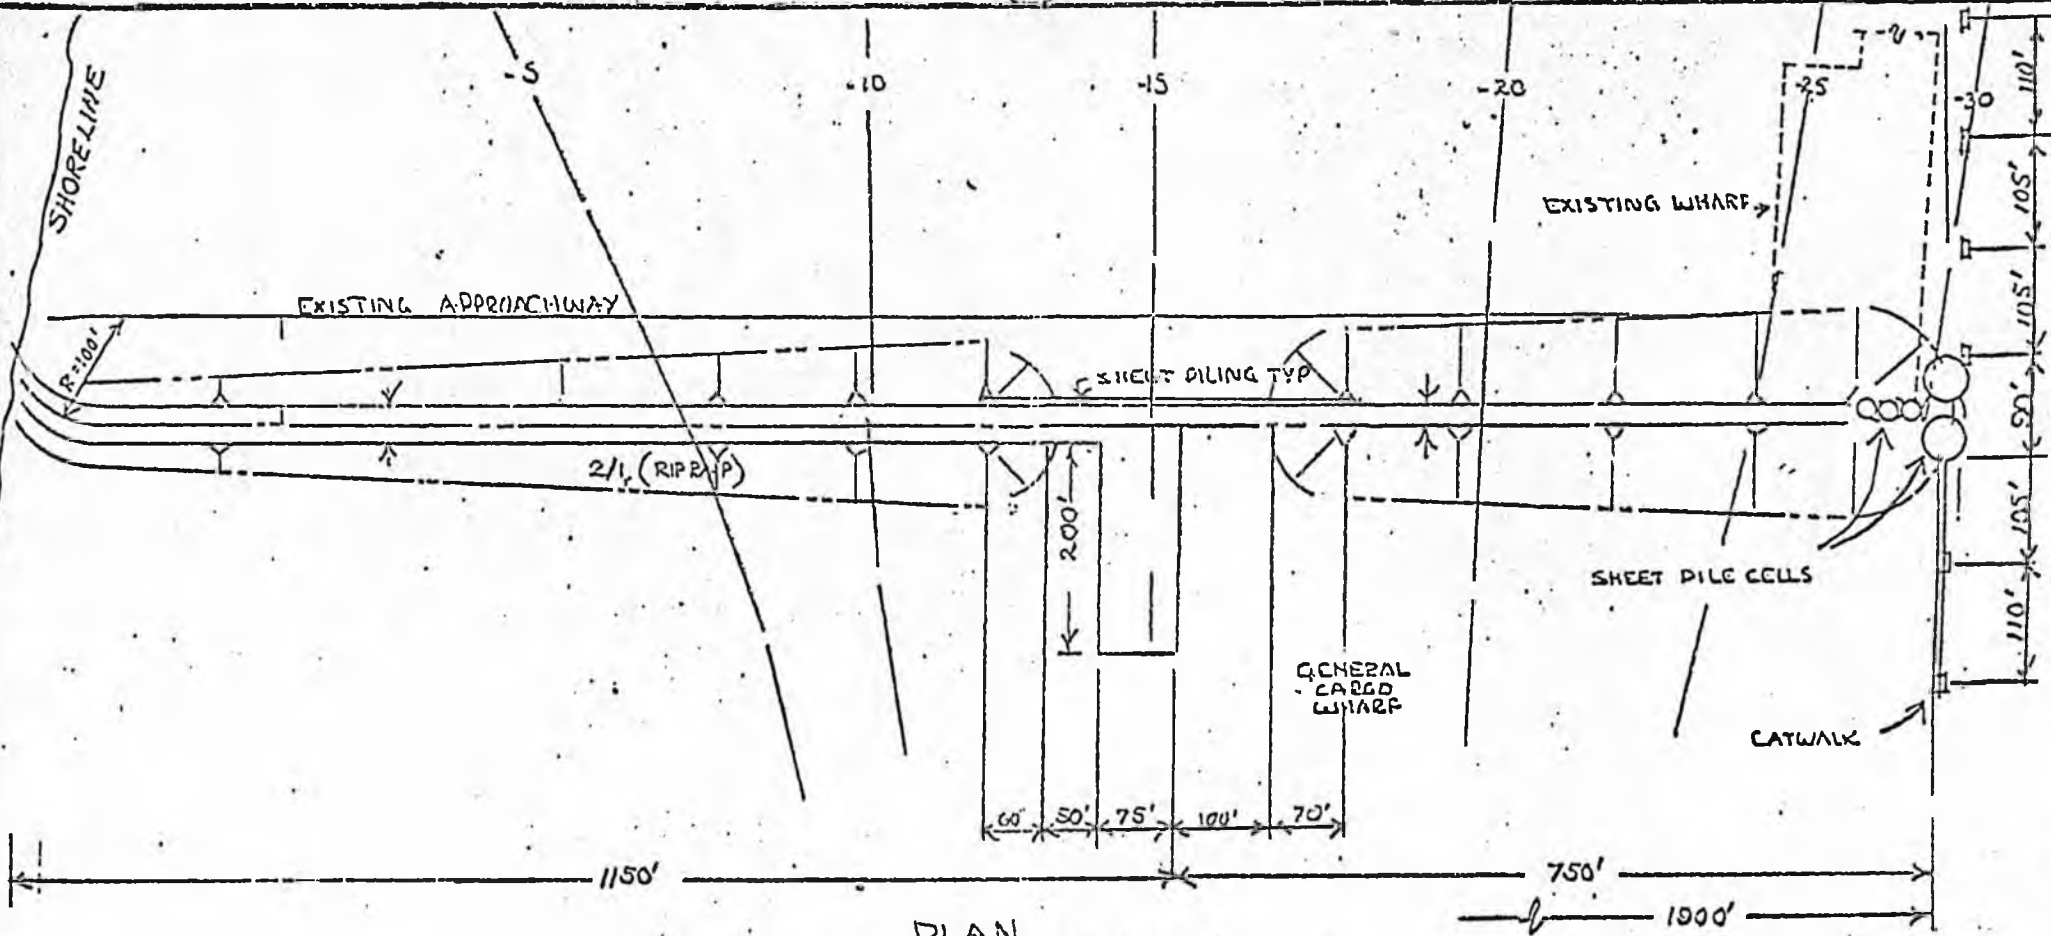 -5
-10
-15
-20
-25
-30
110'
SHORELINE
105'
EXISTING WHARF
EXISTING APPROACHWAY
105'
R=100'
SHEET PILING TYP
50'
2/1, (RIPRAP)
200'
105'
SHEET PILE CELLS
110'
GENERAL
CARGO
WHARF
CATWALK
60'
50'
75'
100'
70'
1150'
750'
1900'
PLAN